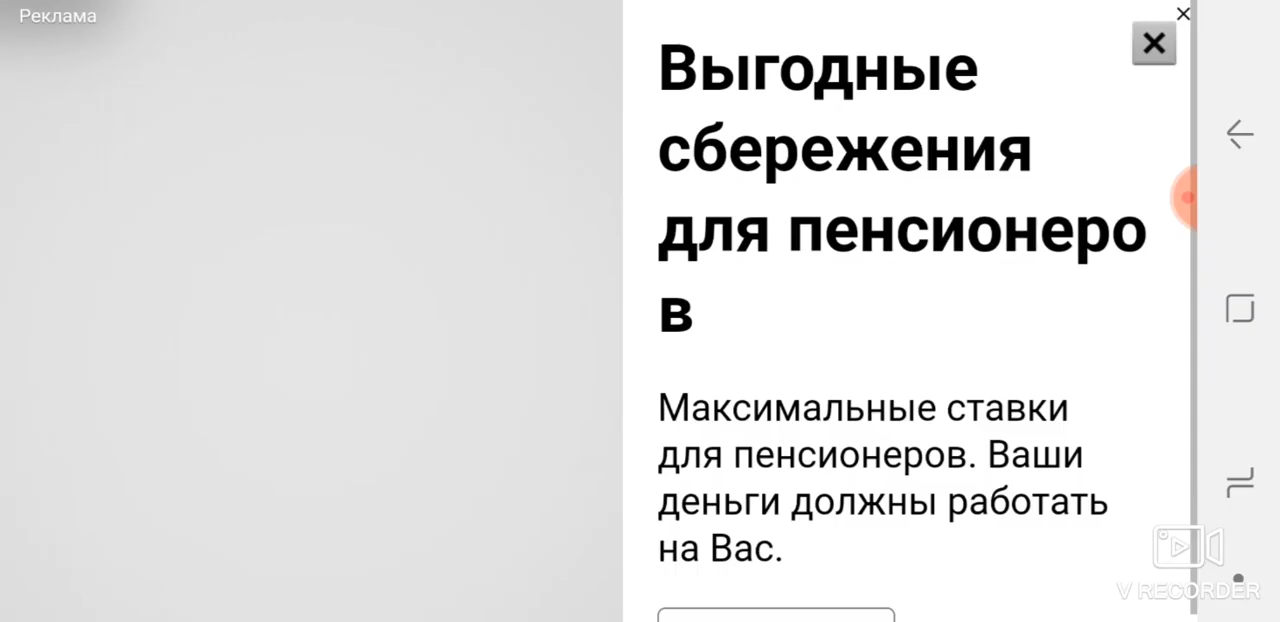 Реклама
Выгодные
сбережения
для пенсионеро
в
Максимальные ставки
для пенсионеров. Ваши
деньги должны работать
на Вас.
V RECORDER